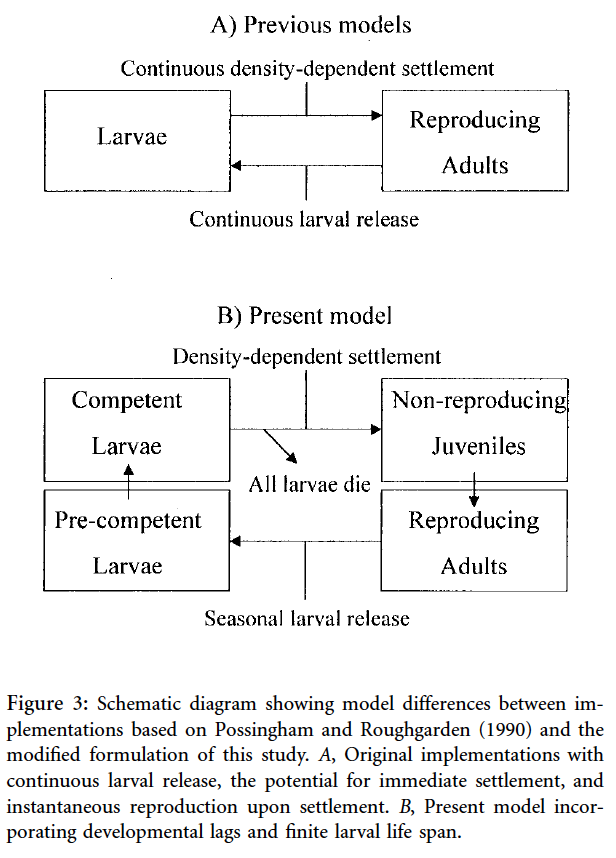 A) Previous models
Continuous density-dependent settlement
Larvae
Reproducing
Adults
Continuous larval release
B) Present model
Density-dependent settlement
Competent
Larvae
Non-reproducing
Juveniles
All larvae die
Pre-competent
Larvae
Reproducing
Adults
Seasonal larval release
Figure 3: Schematic diagram showing model differences between im-
plementations based on Possingham and Roughgarden (1990) and the
modified formulation of this study. A, Original implementations with
continuous larval release, the potential for immediate settlement, and
instantaneous reproduction upon settlement. B, Present model incor-
porating developmental lags and finite larval life span.